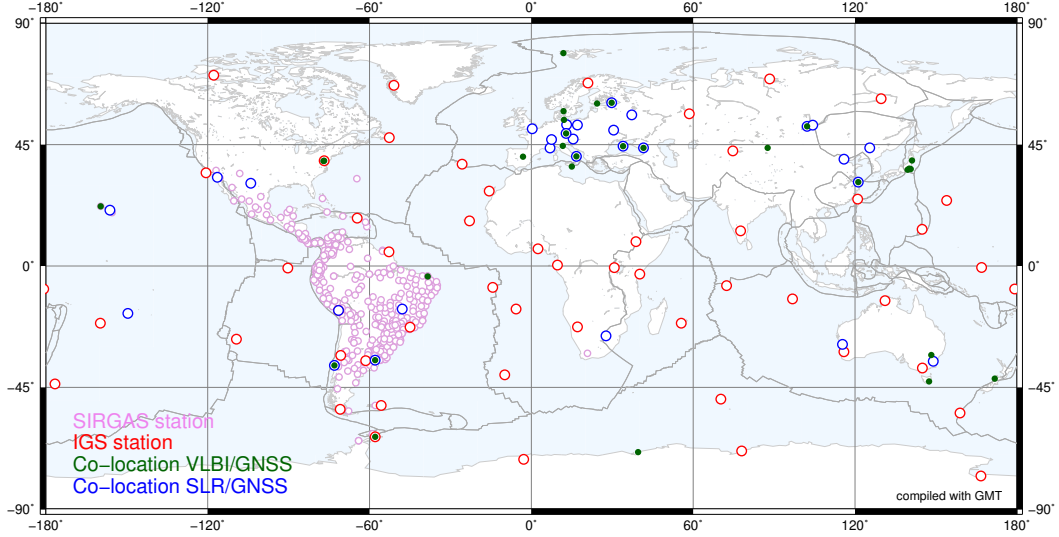 −180˚ −120˚ −60˚ 0˚ 60˚ 120˚ 180˚
90˚ 90˚
45˚ 45˚
0˚ 0˚
−45˚ −45˚
SIRGAS station
IGS station
Co−location VLBI/GNSS
Co−location SLR/GNSS
compiled with GMT
−90˚ −90˚
−180˚ −120˚ −60˚ 0˚ 60˚ 120˚ 180˚